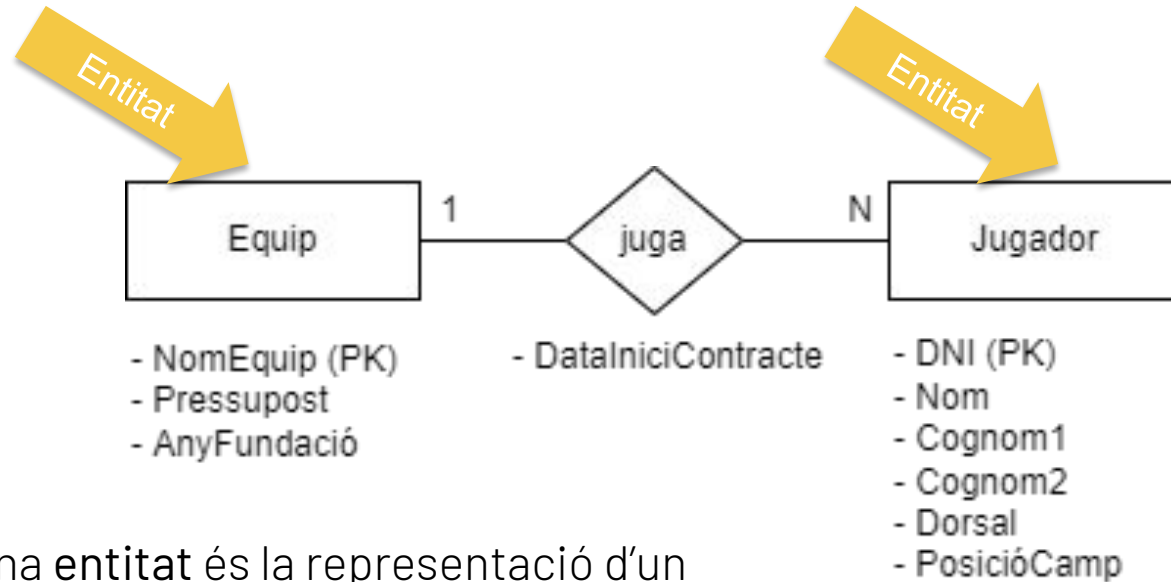 Entitat
Entitat
Equip
1
juga
N
Jugador
- NomEquip (PK)
- Pressupost
- AnyFundació
- DataIniciContracte
- DNI (PK)
- Nom
- Cognom1
- Cognom2
- Dorsal
- PosicióCamp
na entitat és la representació d'un